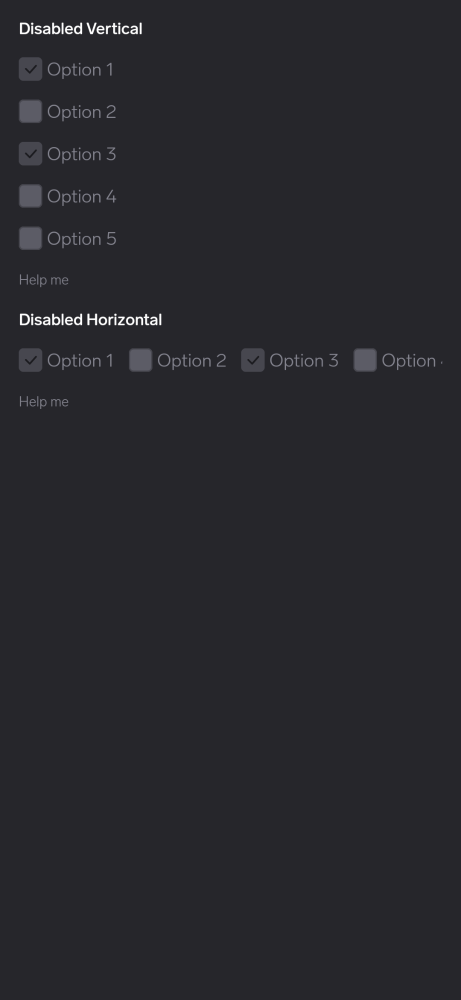 Disabled Vertical
Option 1
Option 2
Option 3
Option 4
Option 5
Help me
Disabled Horizontal
Option 1 Option 2 Option 3 Option
Help me